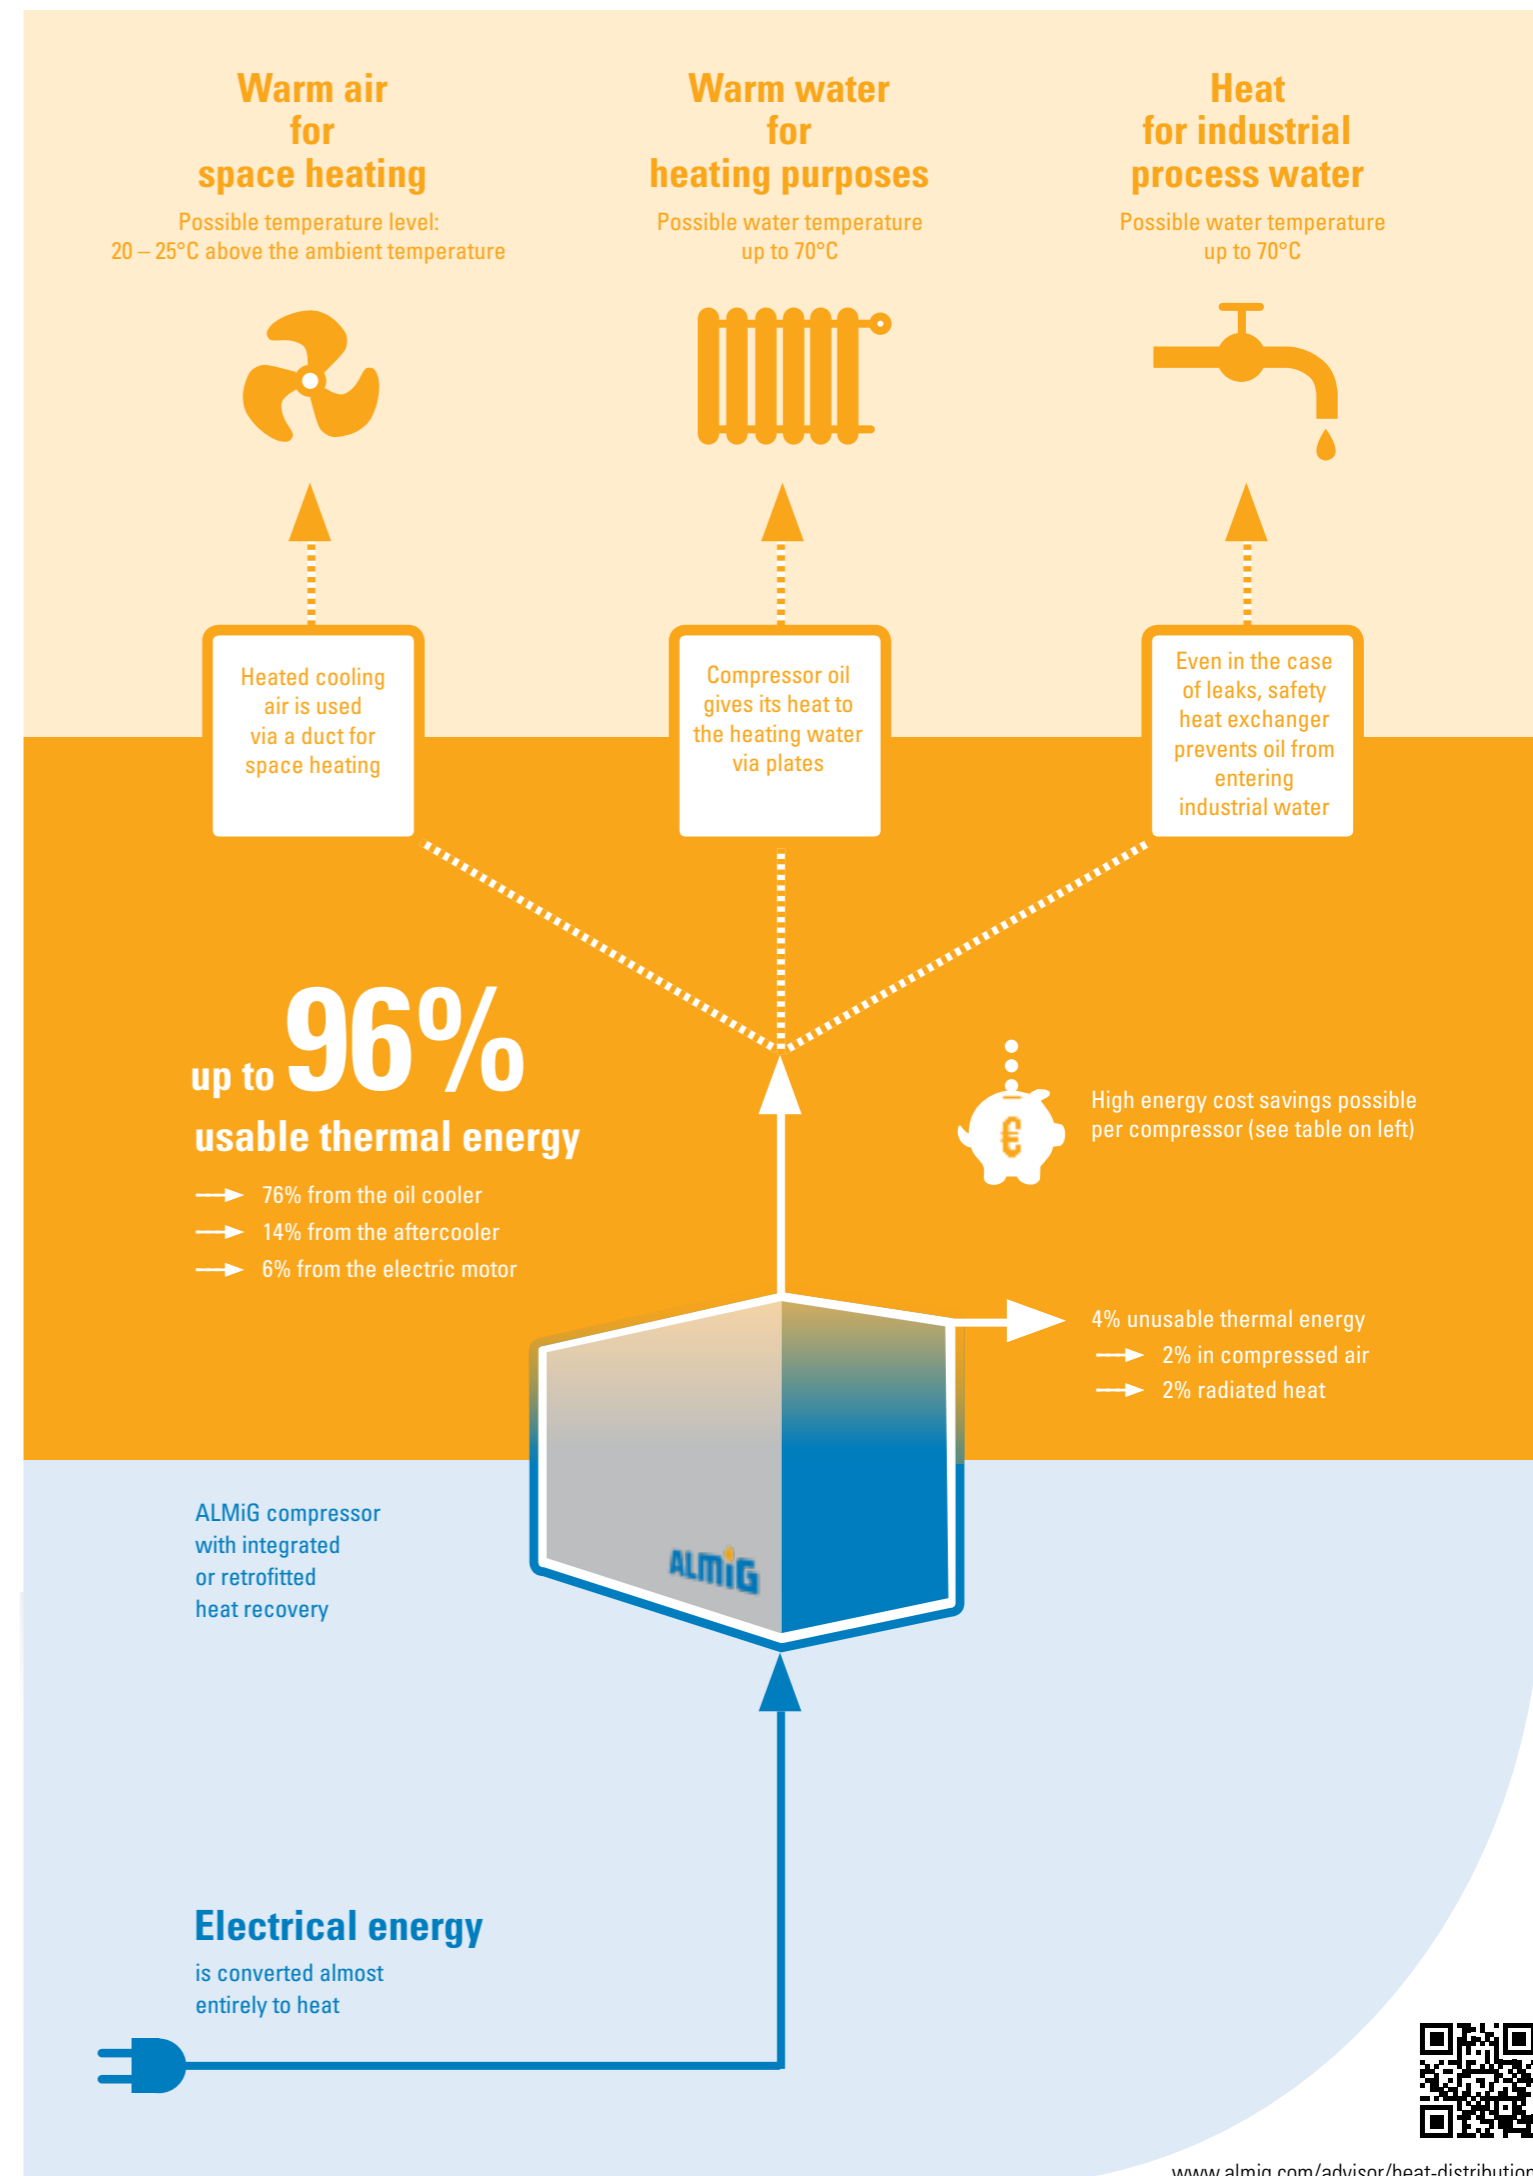 Warm air
for
space heating
Possible temperature level:
20 – 25°C above the ambient temperature
Warm water
for
heating purposes
Possible water temperature
up to 70°C
Heat
for industrial
process water
Possible water temperature
up to 70°C
Heated cooling
air is used
via a duct for
space heating
Compressor oil
gives its heat to
the heating water
via plates
Even in the case
of leaks, safety
heat exchanger
prevents oil from
entering
industrial water
up to 96%
usable thermal energy
76% from the oil cooler
14% from the aftercooler
6% from the electric motor
€
High energy cost savings possible
per compressor (see table on left)
4% unusable thermal energy
2% in compressed air
2% radiated heat
ALMiG compressor
with integrated
or retrofitted
heat recovery
ALMiG
Electrical energy
is converted almost
entirely to heat
www.almig.com/advisor/heat-distribution